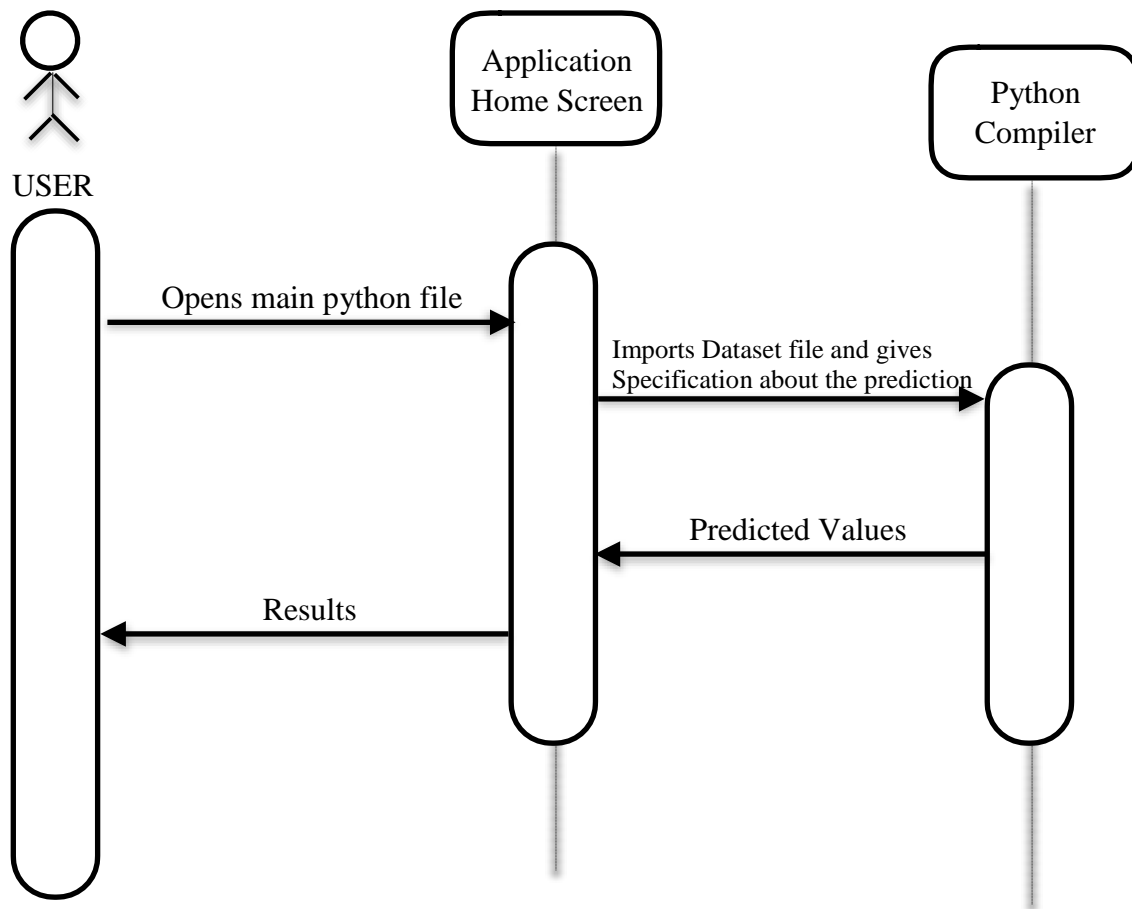 Application
Home Screen
Python
Compiler
USER
Opens main python file
Imports Dataset file and gives
Specification about the prediction
Predicted Values
Results